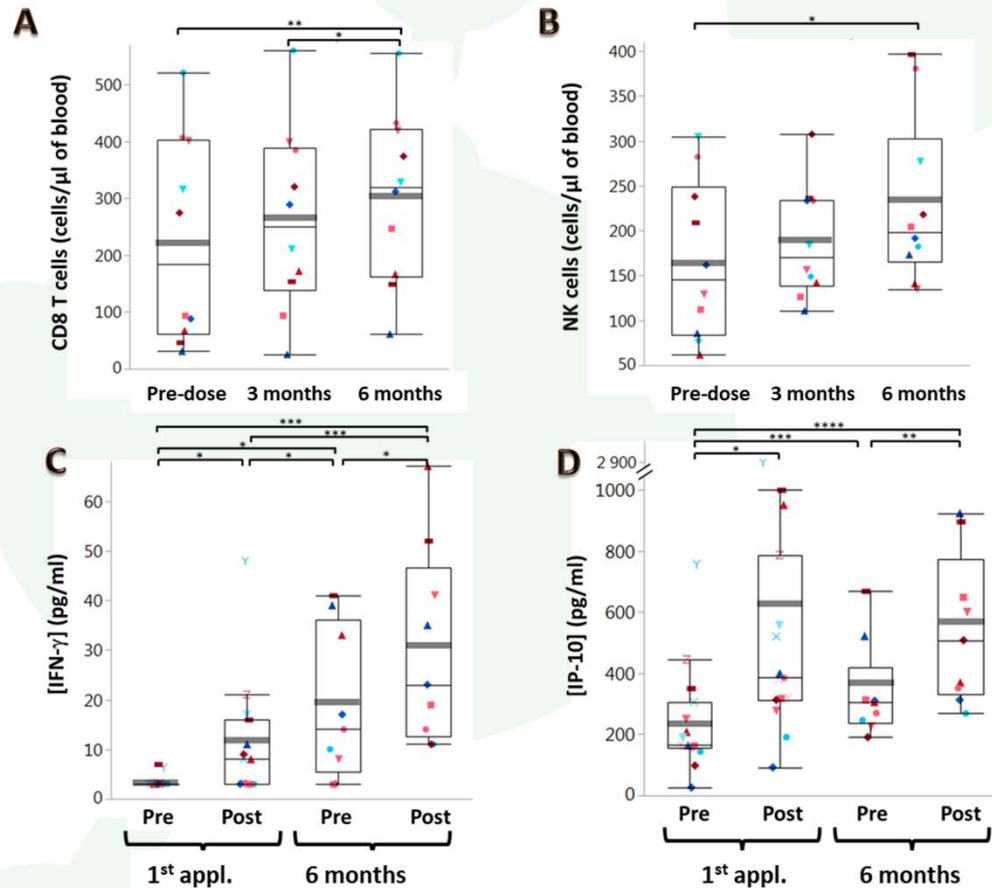 A
**
*
CD8 T cells (cells/µl of blood)
500
400
300
200
100
0
Pre-dose 3 months 6 months
B
*
NK cells (cells/µl of blood)
400
350
300
250
200
150
100
50
Pre-dose 3 months 6 months
C
***
***
*
* * *
[IFN-γ] (pg/ml)
60
50
40
30
20
10
0
Pre Post Pre Post
1st appl. 6 months
D
****
*** **
*
[IP-10] (pg/ml)
2 900
1000
800
600
400
200
0
Pre Post Pre Post
1st appl. 6 months